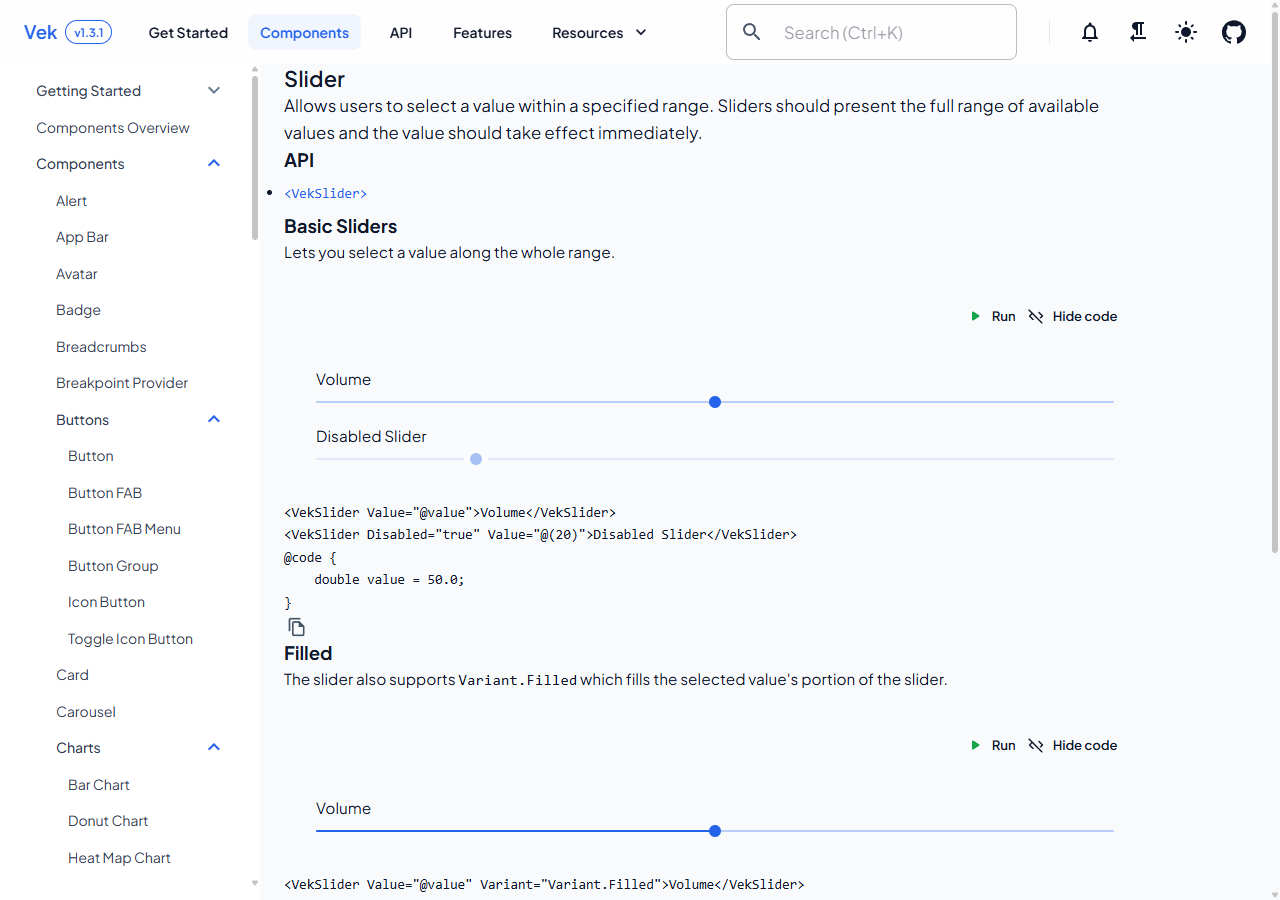 Vek v1.3.1 Get Started Components API Features Resources Search (Ctrl+K)
Getting Started
Components Overview
Components
Alert
App Bar
Avatar
Badge
Breadcrumbs
Breakpoint Provider
Buttons
Button
Button FAB
Button FAB Menu
Button Group
Icon Button
Toggle Icon Button
Card
Carousel
Charts
Bar Chart
Donut Chart
Heat Map Chart
Slider
Allows users to select a value within a specified range. Sliders should present the full range of available
values and the value should take effect immediately.
API
<VekSlider>
Basic Sliders
Lets you select a value along the whole range.
Run Hide code
Volume
Disabled Slider
<VekSlider Value="@value">Volume</VekSlider>
<VekSlider Disabled="true" Value="@(20)">Disabled Slider</VekSlider>
@code {
    double value = 50.0;
}
Filled
The slider also supports Variant.Filled which fills the selected value's portion of the slider.
Run Hide code
Volume
<VekSlider Value="@value" Variant="Variant.Filled">Volume</VekSlider>